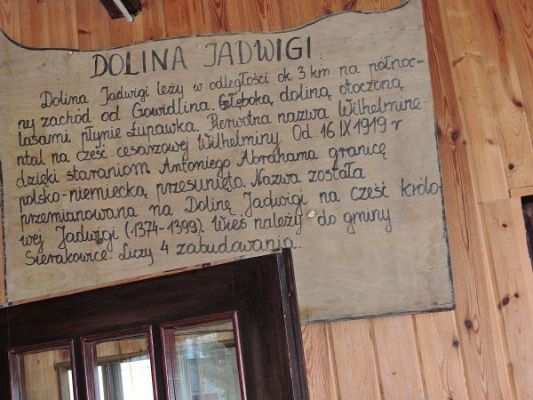 DOLINA JADWIGI
Dolina Jadwigi leży w odległości ok 3 km na północ-
ny zachód od Gowidlina. Głęboką doliną otoczoną
lasami płynie Łupawka. Pierwotna nazwa Wilhelmine
ntal na cześć cesarzowej Wilhelminy. Od 16 IX 1919 r
dzięki staraniom Antoniego Abrahama granicę
polsko-niemiecką przesunięto. Nazwa została
przemianowana na Dolinę Jadwigi na cześć królo-
wej Jadwigi (1374-1399). Wieś należy do gminy
Sierakowice. Liczy 4 zabudowania.